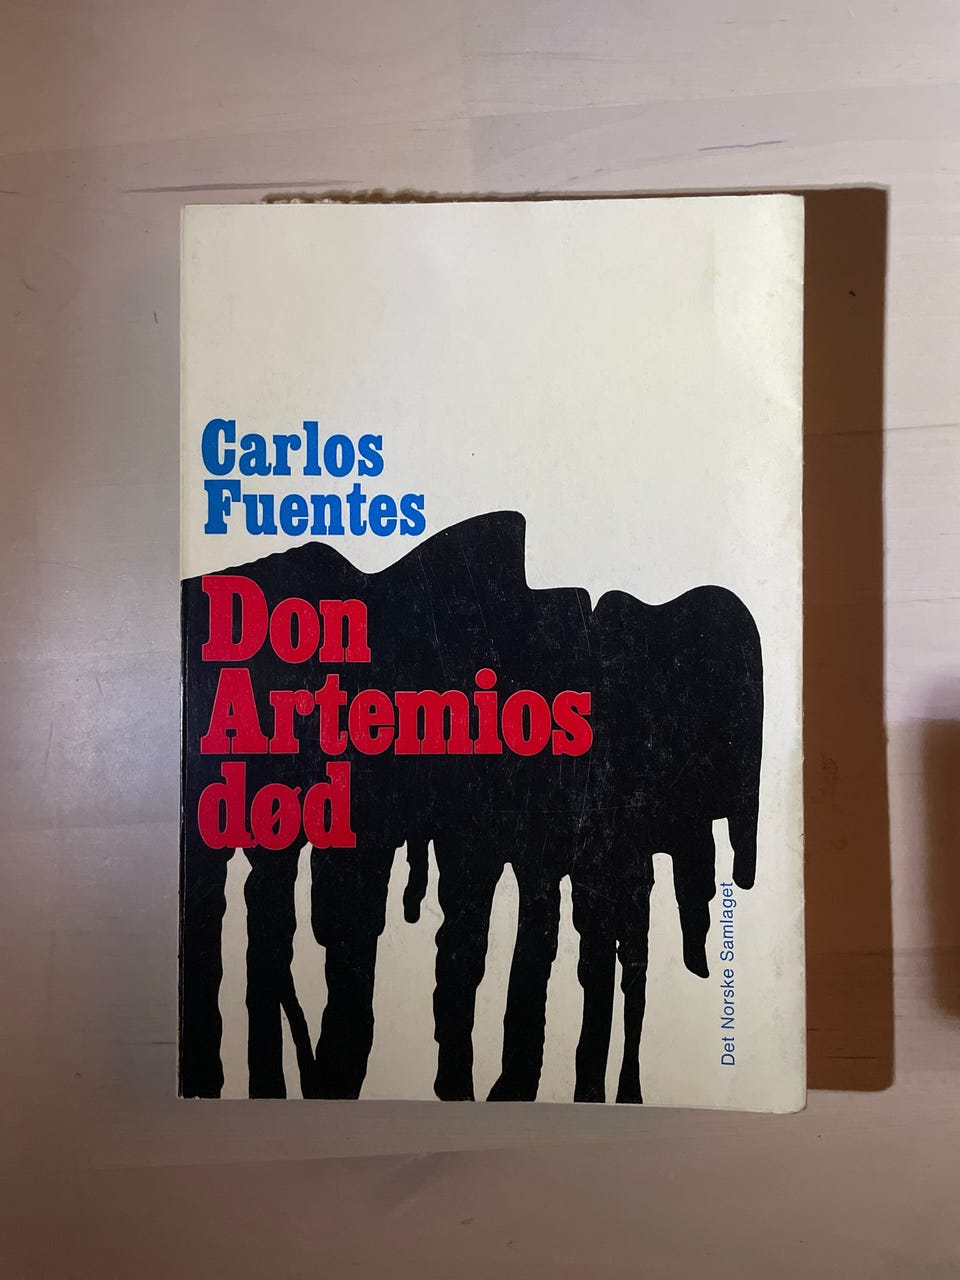 Carlos
Fuentes
Don
Artemios
død
Det Norske Samlaget